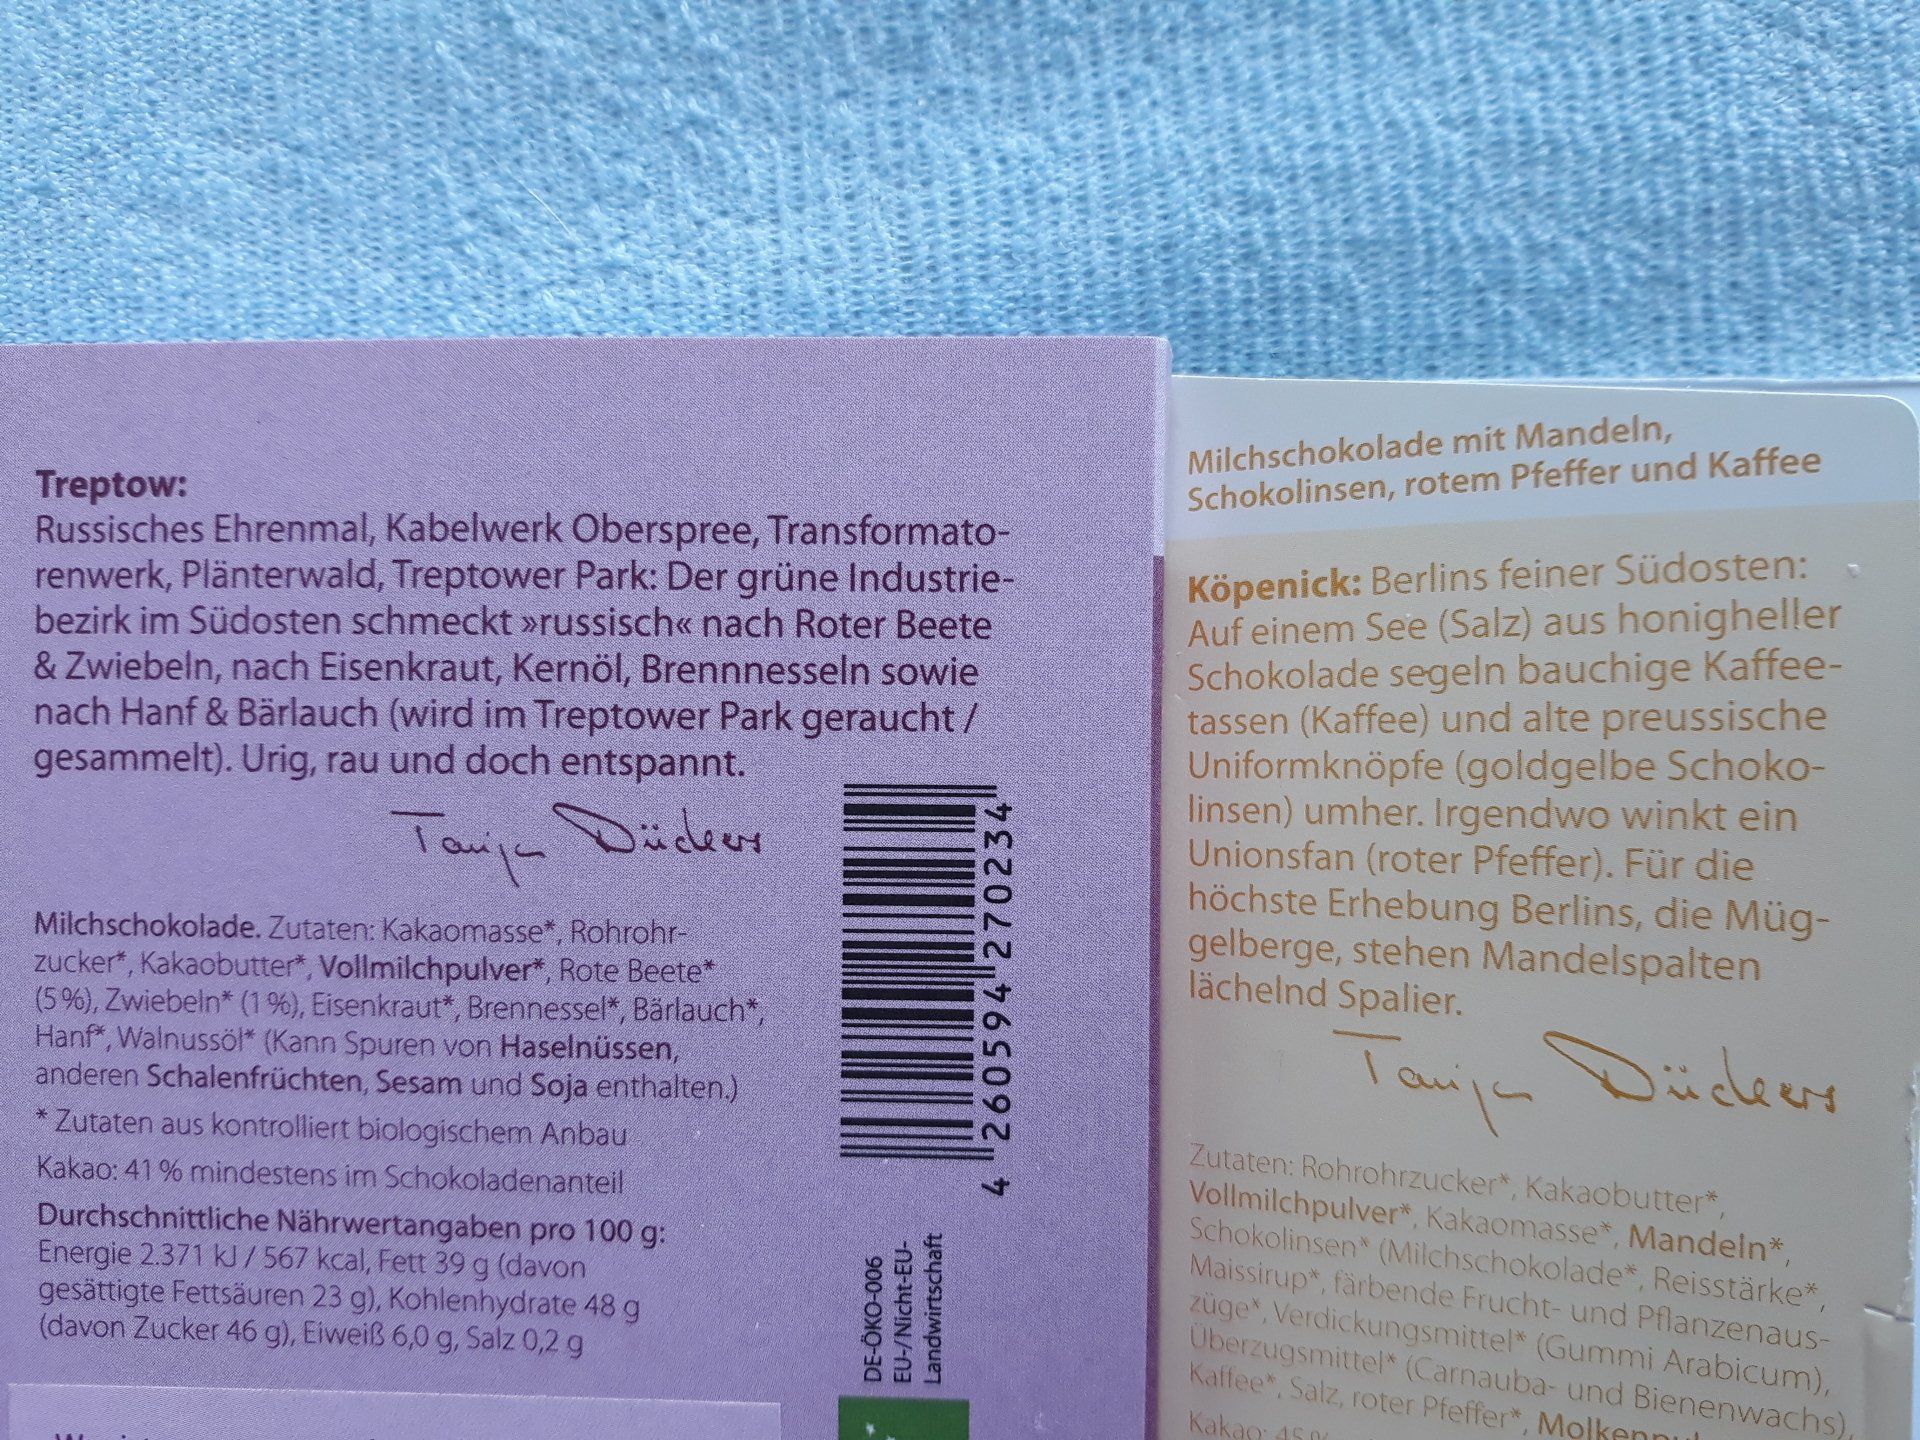 Treptow:
Russisches Ehrenmal, Kabelwerk Oberspree, Transformato-
renwerk, Plänterwald, Treptower Park: Der grüne Industrie-
bezirk im Südosten schmeckt »russisch« nach Roter Beete
& Zwiebeln, nach Eisenkraut, Kernöl, Brennnesseln sowie
nach Hanf & Bärlauch (wird im Treptower Park geraucht /
gesammelt). Urig, rau und doch entspannt.
Tanja Dückers
Milchschokolade. Zutaten: Kakaomasse*, Rohrohr-
zucker*, Kakaobutter*, Vollmilchpulver*, Rote Beete*
(5 %), Zwiebeln* (1 %), Eisenkraut*, Brennessel*, Bärlauch*,
Hanf*, Walnussöl* (Kann Spuren von Haselnüssen,
anderen Schalenfrüchten, Sesam und Soja enthalten.)
* Zutaten aus kontrolliert biologischem Anbau
Kakao: 41 % mindestens im Schokoladenanteil
Durchschnittliche Nährwertangaben pro 100 g:
Energie 2.371 kJ / 567 kcal, Fett 39 g (davon
gesättigte Fettsäuren 23 g), Kohlenhydrate 48 g
(davon Zucker 46 g), Eiweiß 6,0 g, Salz 0,2 g
4 260594 270234
DE-ÖKO-006
EU-/Nicht-EU-
Landwirtschaft
Milchschokolade mit Mandeln,
Schokolinsen, rotem Pfeffer und Kaffee
Köpenick: Berlins feiner Südosten:
Auf einem See (Salz) aus honigheller
Schokolade segeln bauchige Kaffee-
tassen (Kaffee) und alte preussische
Uniformknöpfe (goldgelbe Schoko-
linsen) umher. Irgendwo winkt ein
Unionsfan (roter Pfeffer). Für die
höchste Erhebung Berlins, die Müg-
gelberge, stehen Mandelspalten
lächelnd Spalier.
Tanja Dückers
Zutaten: Rohrohrzucker*, Kakaobutter*,
Vollmilchpulver*, Kakaomasse*, Mandeln*,
Schokolinsen* (Milchschokolade*, Reisstärke*,
Maissirup*, färbende Frucht- und Pflanzenaus-
züge*, Verdickungsmittel* (Gummi Arabicum),
Überzugsmittel* (Carnauba- und Bienenwachs),
Kaffee*, Salz, roter Pfeffer*,
Kakao: 45 %